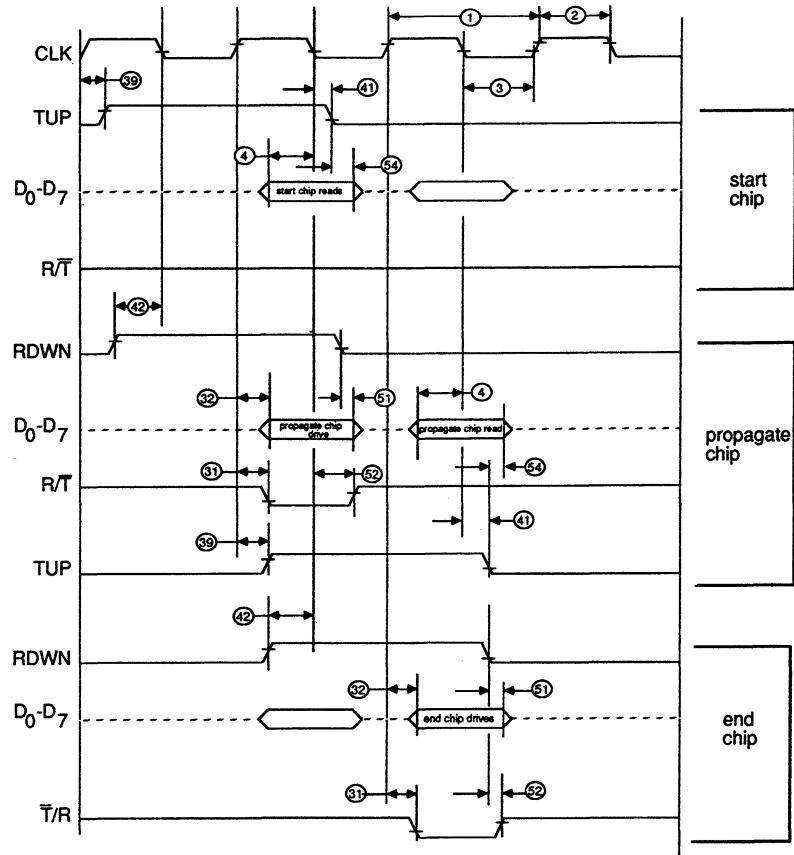 ① ②
CLK
㊴ ㊶ ③
TUP
④ 54
D0-D7 start chip reads
R/T̅
start
chip
㊷
RDWN
㉜ 51 ④
D0-D7 propagate chip
drive propagate chip read
㉛ 52 54
R/T̅
propagate
chip
㊴ ㊶
TUP
㊷
RDWN
㉜ 51
D0-D7 end chip drives
end
chip
㉛ 52
T̅/R